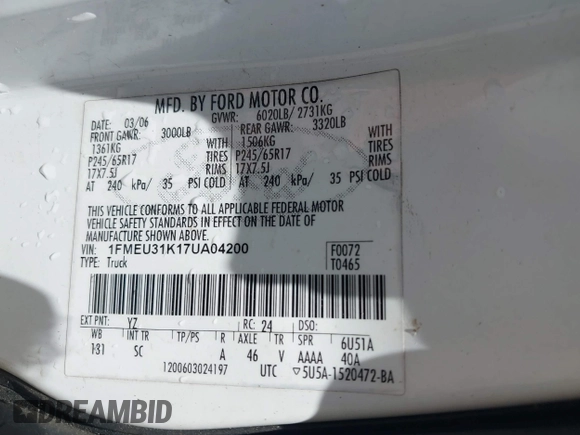 MFD. BY FORD MOTOR CO.
DATE: 03/06 GVWR: 6020LB/ 2731KG
FRONT GAWR: 3000LB REAR GAWR: 3320LB
1361KG WITH 1506KG WITH
P245/65R17 TIRES P245/65R17 TIRES
17X7.5J RIMS 17X7.5J RIMS
AT 240 kPa/ 35 PSI COLD AT 240 kPa/ 35 PSI COLD
THIS VEHICLE CONFORMS TO ALL APPLICABLE FEDERAL MOTOR
VEHICLE SAFETY STANDARDS IN EFFECT ON THE DATE OF
MANUFACTURE SHOWN ABOVE.
VIN: 1FMEU31K17UA04200 F0072
TYPE: Truck T0465
EXT PNT: YZ RC: 24 DSO:
WB INT TR TP/PS R AXLE TR SPR 6U51A
131 SC A 46 V AAAA 40A
1200603024197 UTC ▽5U5A-1520472-BA
DREAMBID